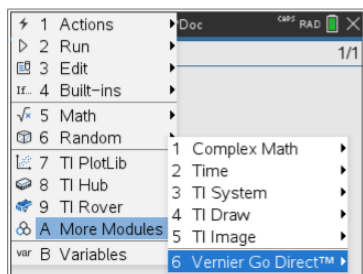 1 Actions
2 Run
3 Edit
If... 4 Built-ins
√x 5 Math
6 Random
7 TI PlotLib
8 TI Hub
9 TI Rover
A More Modules
var B Variables
Doc CAPS RAD
1/1
1 Complex Math
2 Time
3 TI System
4 TI Draw
5 TI Image
6 Vernier Go Direct™